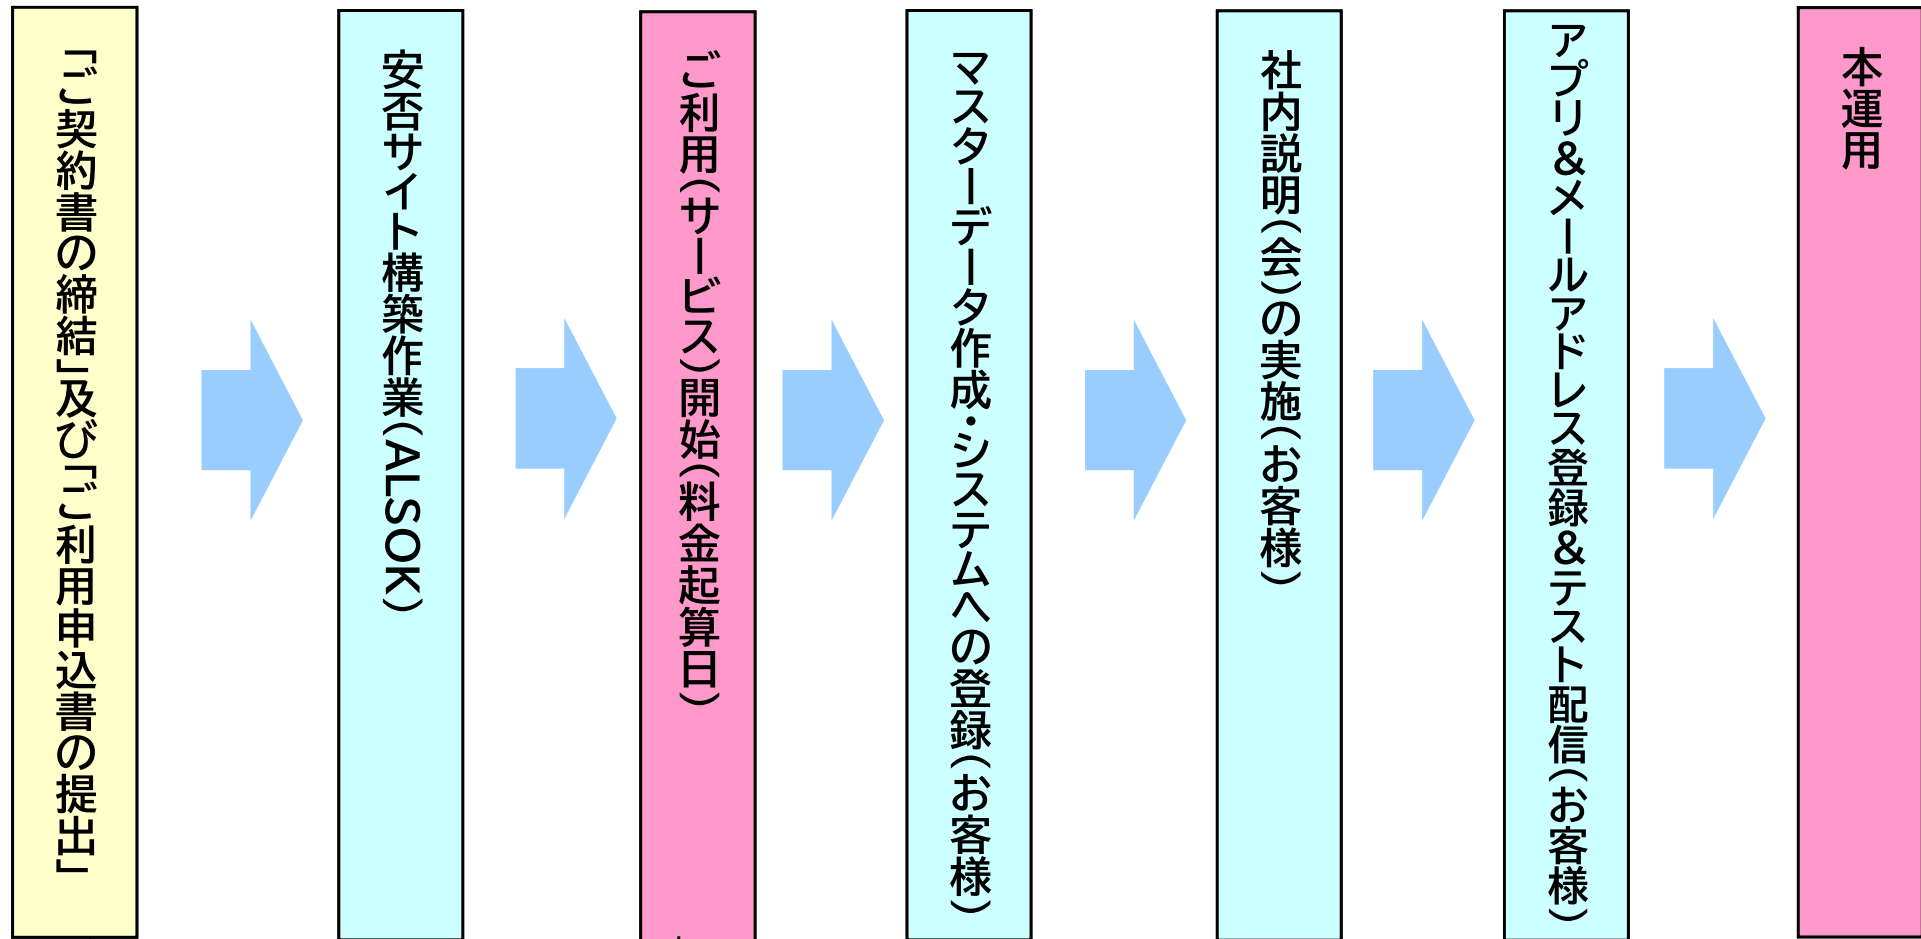 「ご契約書の締結」及び「ご利用申込書の提出」
安否サイト構築作業(ALSOK)
ご利用(サービス)開始(料金起算日)
マスターデータ作成・システムへの登録(お客様)
社内説明(会)の実施(お客様)
アプリ&メールアドレス登録&テスト配信(お客様)
本運用